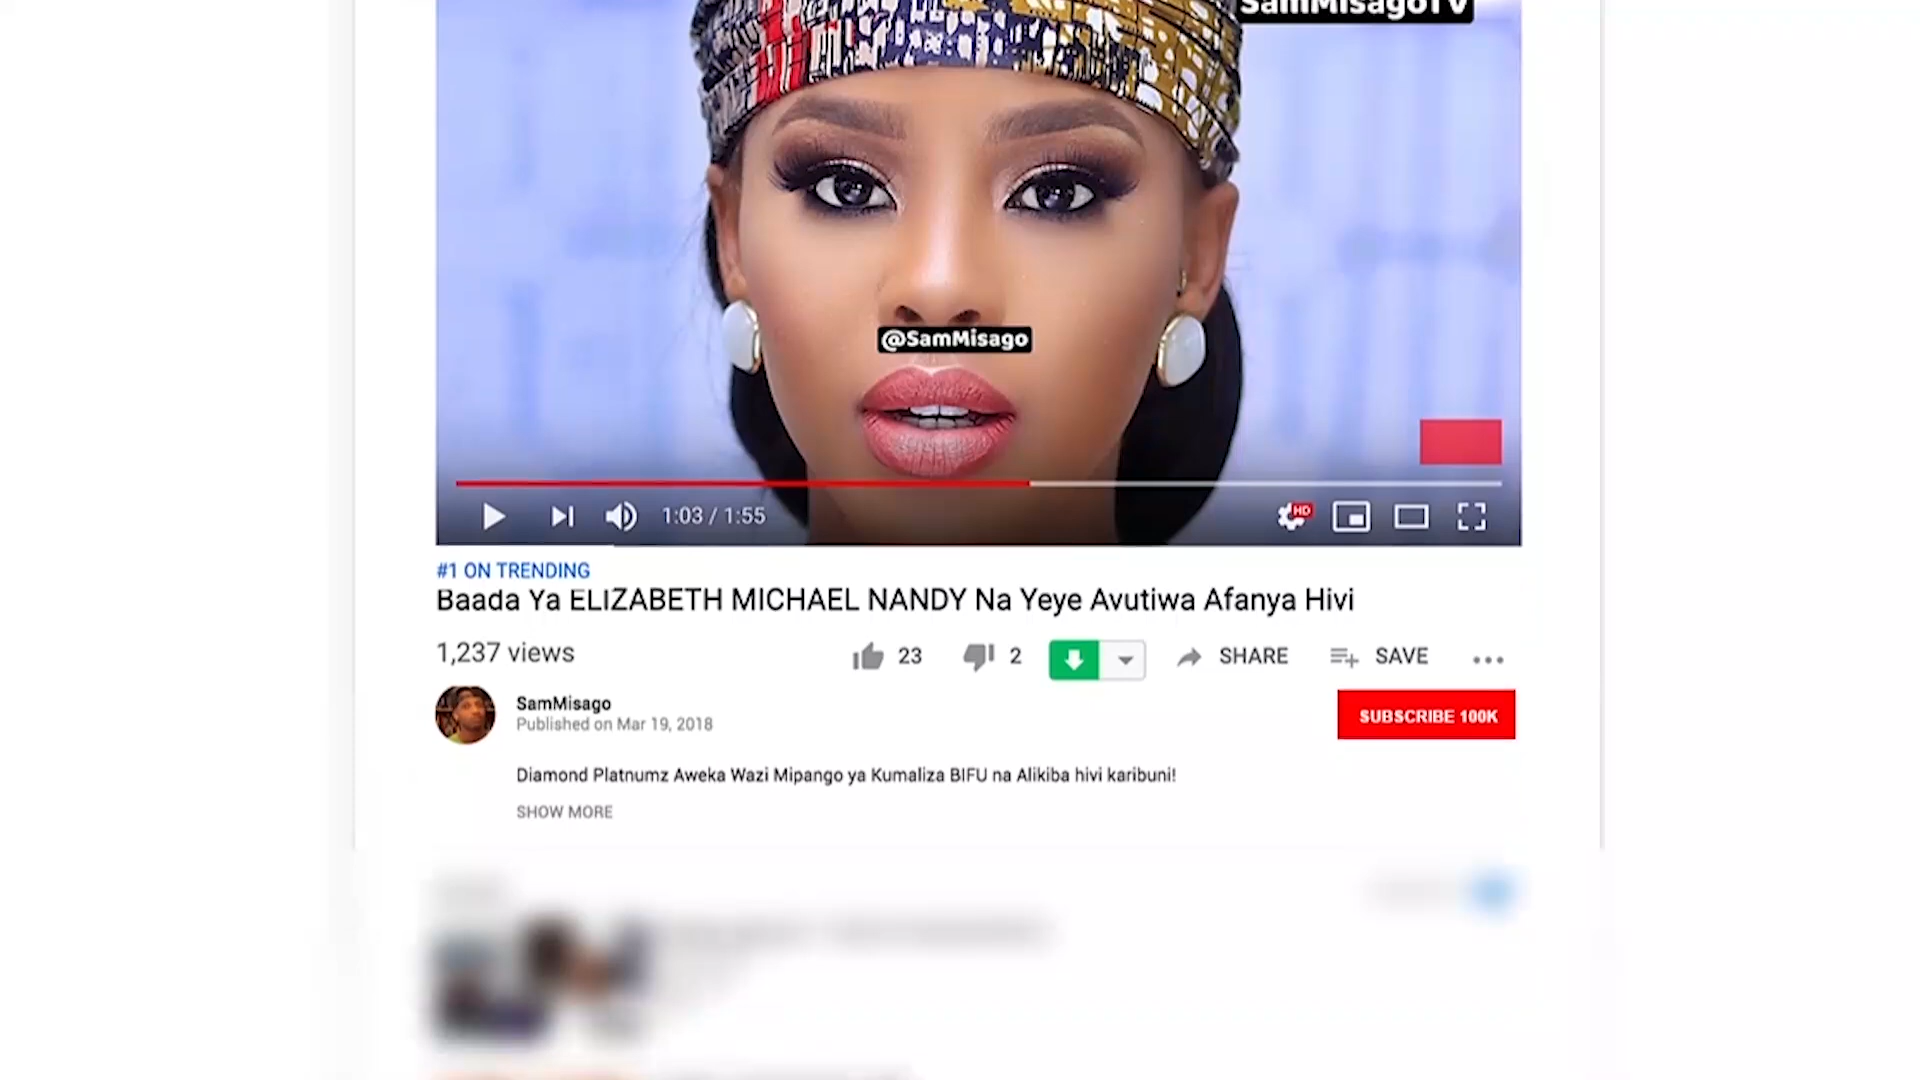 SamMisagoTV
@SamMisago
1:03 / 1:55
HD
#1 ON TRENDING
Baada Ya ELIZABETH MICHAEL NANDY Na Yeye Avutiwa Afanya Hivi
1,237 views
23
2
SHARE
SAVE
SamMisago
SUBSCRIBE 100K
Published on Mar 19, 2018
Diamond Platnumz Aweka Wazi Mipango ya Kumaliza BIFU na Alikiba hivi karibuni!
SHOW MORE